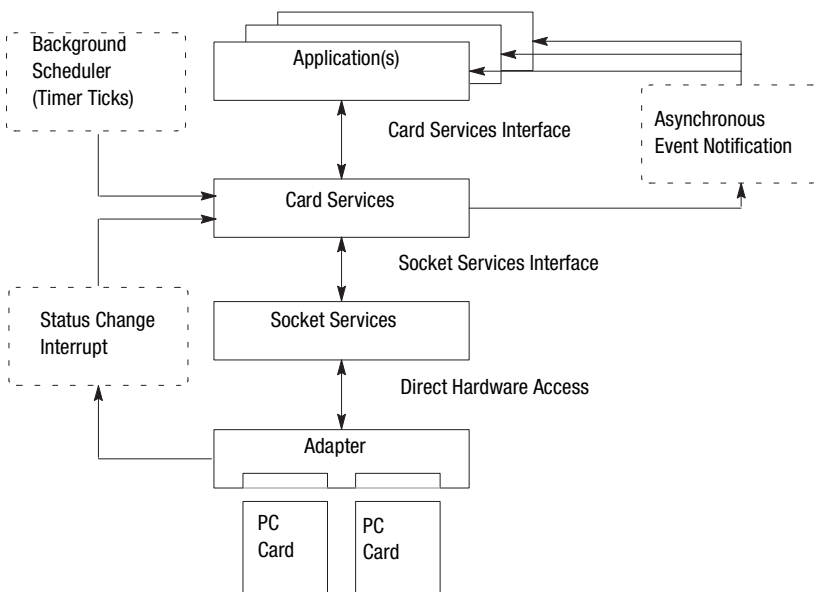 Background
Scheduler
(Timer Ticks)
Application(s)
Card Services Interface
Asynchronous
Event Notification
Card Services
Socket Services Interface
Status Change
Interrupt
Socket Services
Direct Hardware Access
Adapter
PC
Card
PC
Card